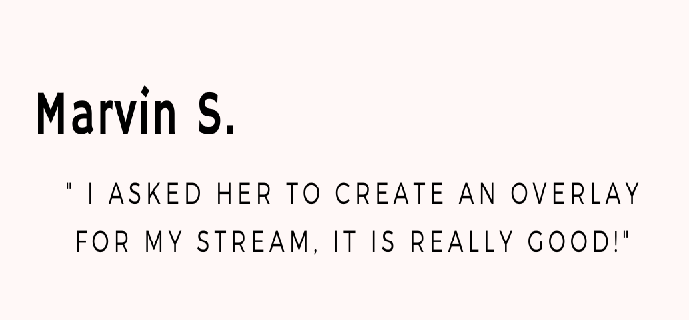 Marvin S.
" I ASKED HER TO CREATE AN OVERLAY
FOR MY STREAM, IT IS REALLY GOOD!"